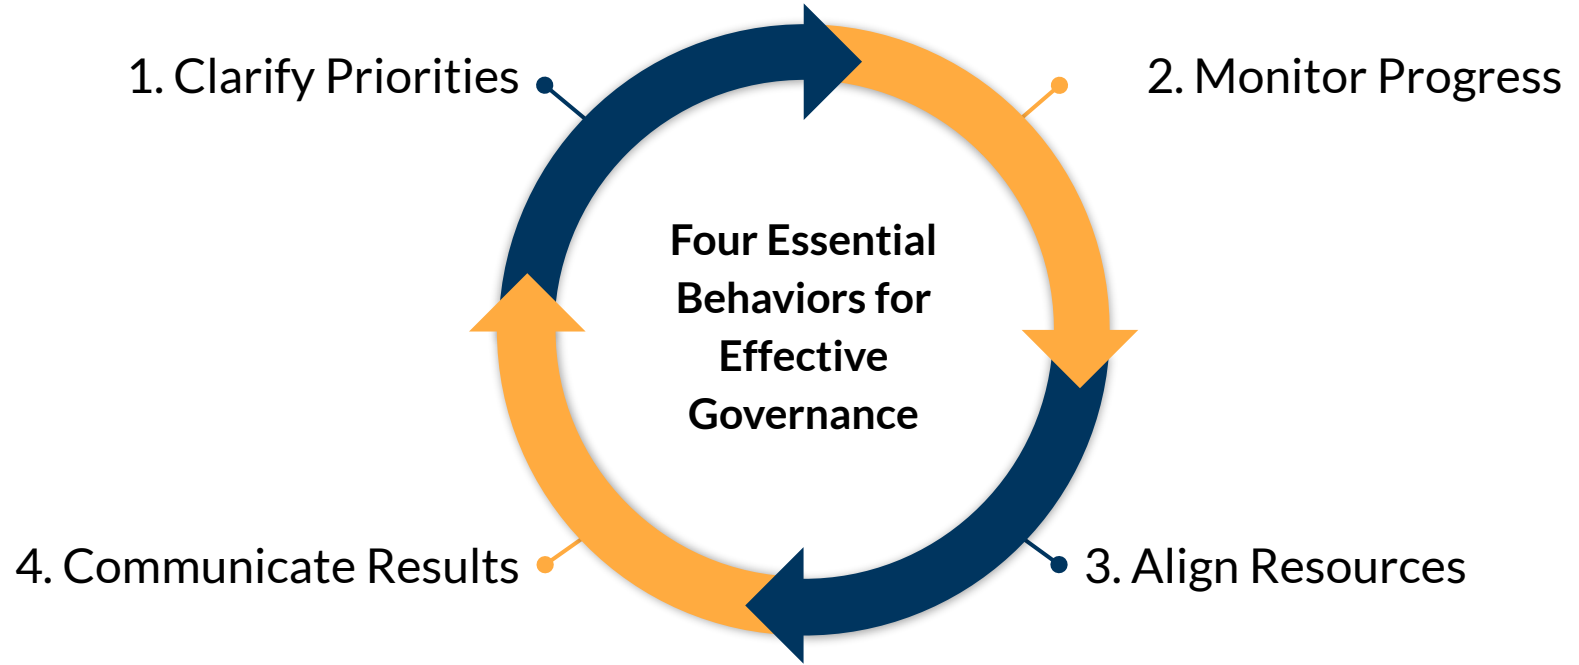 1. Clarify Priorities
2. Monitor Progress
Four Essential
Behaviors for
Effective
Governance
4. Communicate Results
3. Align Resources